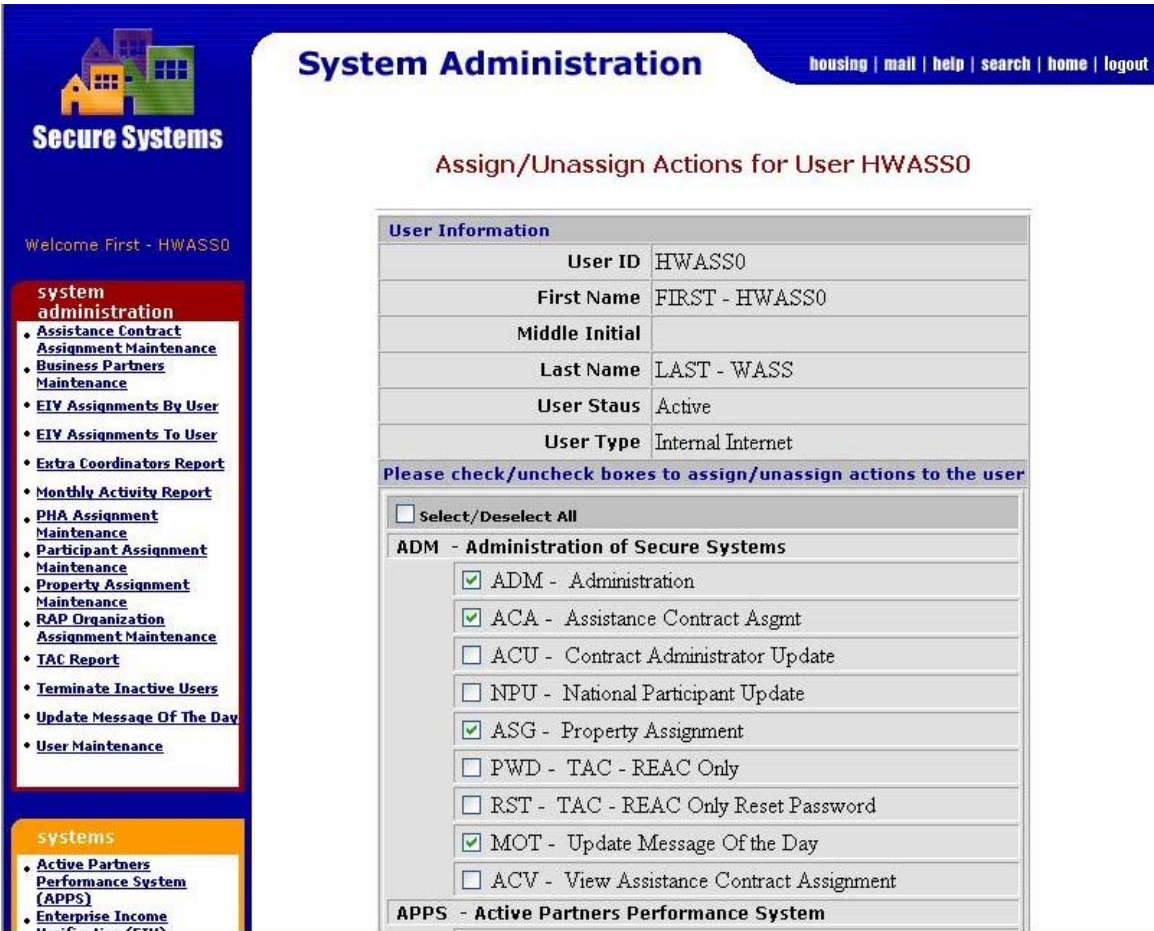 System Administration
housing | mail | help | search | home | logout
Secure Systems
Assign/Unassign Actions for User HWASS0
Welcome First - HWASS0
system
administration
• Assistance Contract
Assignment Maintenance
• Business Partners
Maintenance
• EIV Assignments By User
• EIV Assignments To User
• Extra Coordinators Report
• Monthly Activity Report
• PHA Assignment
Maintenance
• Participant Assignment
Maintenance
• Property Assignment
Maintenance
• RAP Organization
Assignment Maintenance
• TAC Report
• Terminate Inactive Users
• Update Message Of The Day
• User Maintenance
systems
• Active Partners
Performance System
(APPS)
• Enterprise Income
Verification (EIV)
User Information
User ID HWASS0
First Name FIRST - HWASS0
Middle Initial
Last Name LAST - WASS
User Staus Active
User Type Internal Internet
Please check/uncheck boxes to assign/unassign actions to the user
Select/Deselect All
ADM - Administration of Secure Systems
ADM - Administration
ACA - Assistance Contract Asgmt
ACU - Contract Administrator Update
NPU - National Participant Update
ASG - Property Assignment
PWD - TAC - REAC Only
RST - TAC - REAC Only Reset Password
MOT - Update Message Of the Day
ACV - View Assistance Contract Assignment
APPS - Active Partners Performance System